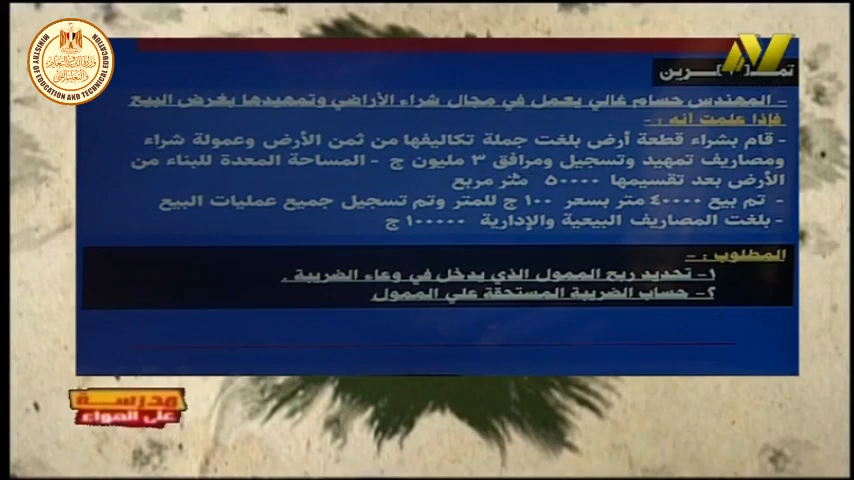 وزارة التربية والتعليم
والتعليم الفني
MINISTRY OF EDUCATION AND TECHNICAL EDUCATION
تمـ[٢]ـرين
- المهندس حسام غالي يعمل في مجال شراء الأراضي وتمهيدها بغرض البيع
فإذا علمت أنه : -
- قام بشراء قطعة أرض بلغت جملة تكاليفها من ثمن الأرض وعمولة شراء
ومصاريف تمهيد وتسجيل ومرافق ٣ مليون ج - المساحة المعدة للبناء من
الأرض بعد تقسيمها ٥٠٠٠٠ متر مربع
- تم بيع ٤٠٠٠٠ متر بسعر ١٠٠ ج للمتر وتم تسجيل جميع عمليات البيع
- بلغت المصاريف البيعية والإدارية ١٠٠٠٠٠ ج
المطلوب : -
١- تحديد ربح الممول الذي يدخل في وعاء الضريبة .
٢- حساب الضريبة المستحقة علي الممول
مدرسة
على الهواء